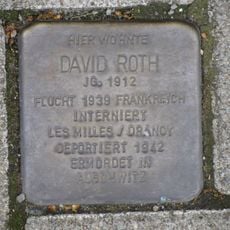 HIER WOHNTE
DAVID ROTH
JG. 1912
FLUCHT 1939 FRANKREICH
INTERNIERT
LES MILLES / DRANCY
DEPORTIERT 1942
ERMORDET IN
AUSCHWITZ